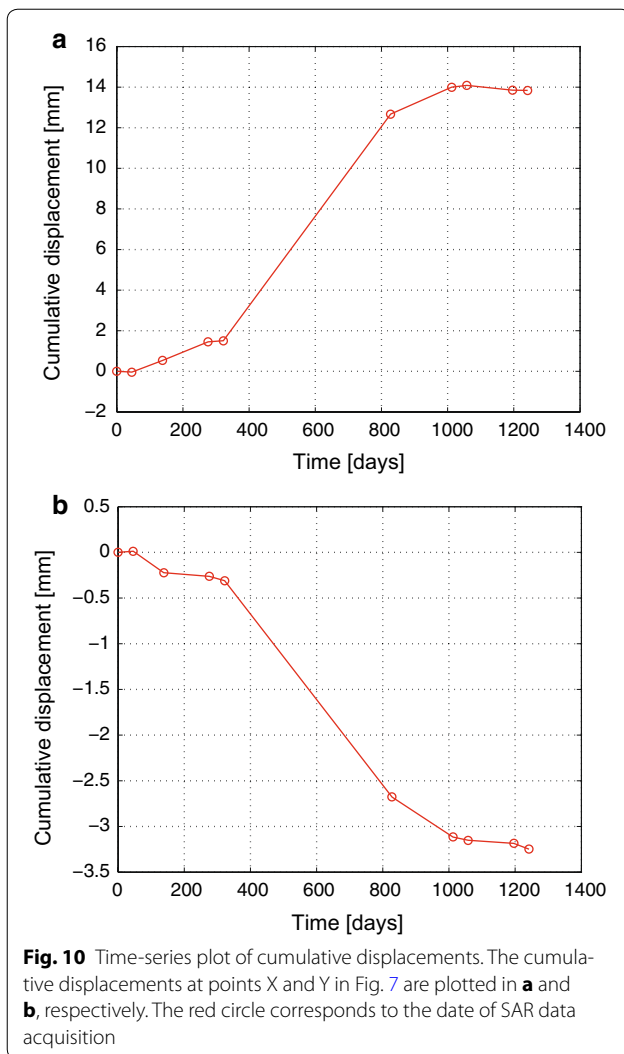 a
16
14
12
10
8
6
4
2
0
−2
Cumulative displacement [mm]
0 200 400 600 800 1000 1200 1400
Time [days]
b
0.5
0
−0.5
−1
−1.5
−2
−2.5
−3
−3.5
Cumulative displacement [mm]
0 200 400 600 800 1000 1200 1400
Time [days]
Fig. 10 Time-series plot of cumulative displacements. The cumula-
tive displacements at points X and Y in Fig. 7 are plotted in a and
b, respectively. The red circle corresponds to the date of SAR data
acquisition